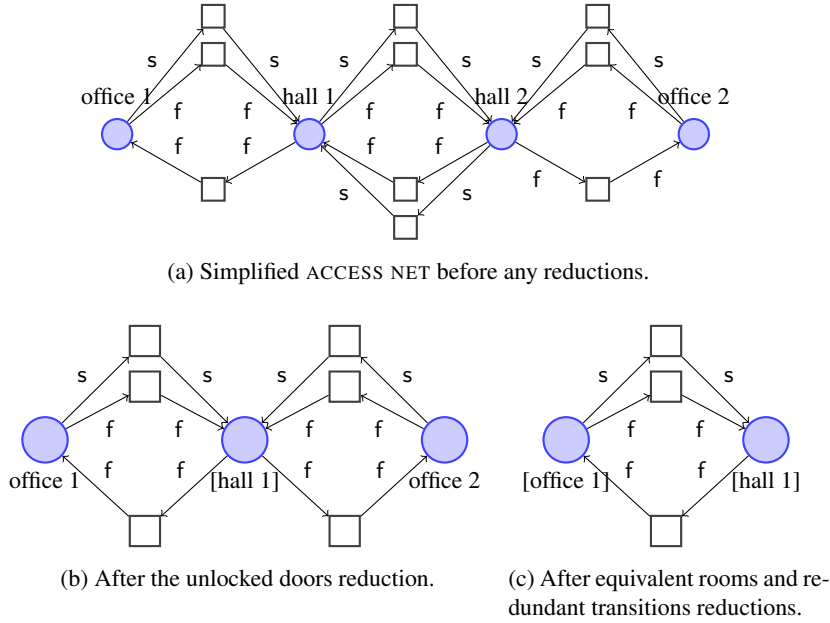 s s s s s s
office 1 hall 1 hall 2 office 2
f f f f f f
f f f f
s s f f
(a) Simplified ACCESS NET before any reductions.
s s s s s s
f f f f f f
f f f f f f
office 1 [hall 1] office 2 [office 1] [hall 1]
(b) After the unlocked doors reduction.
(c) After equivalent rooms and re-
dundant transitions reductions.